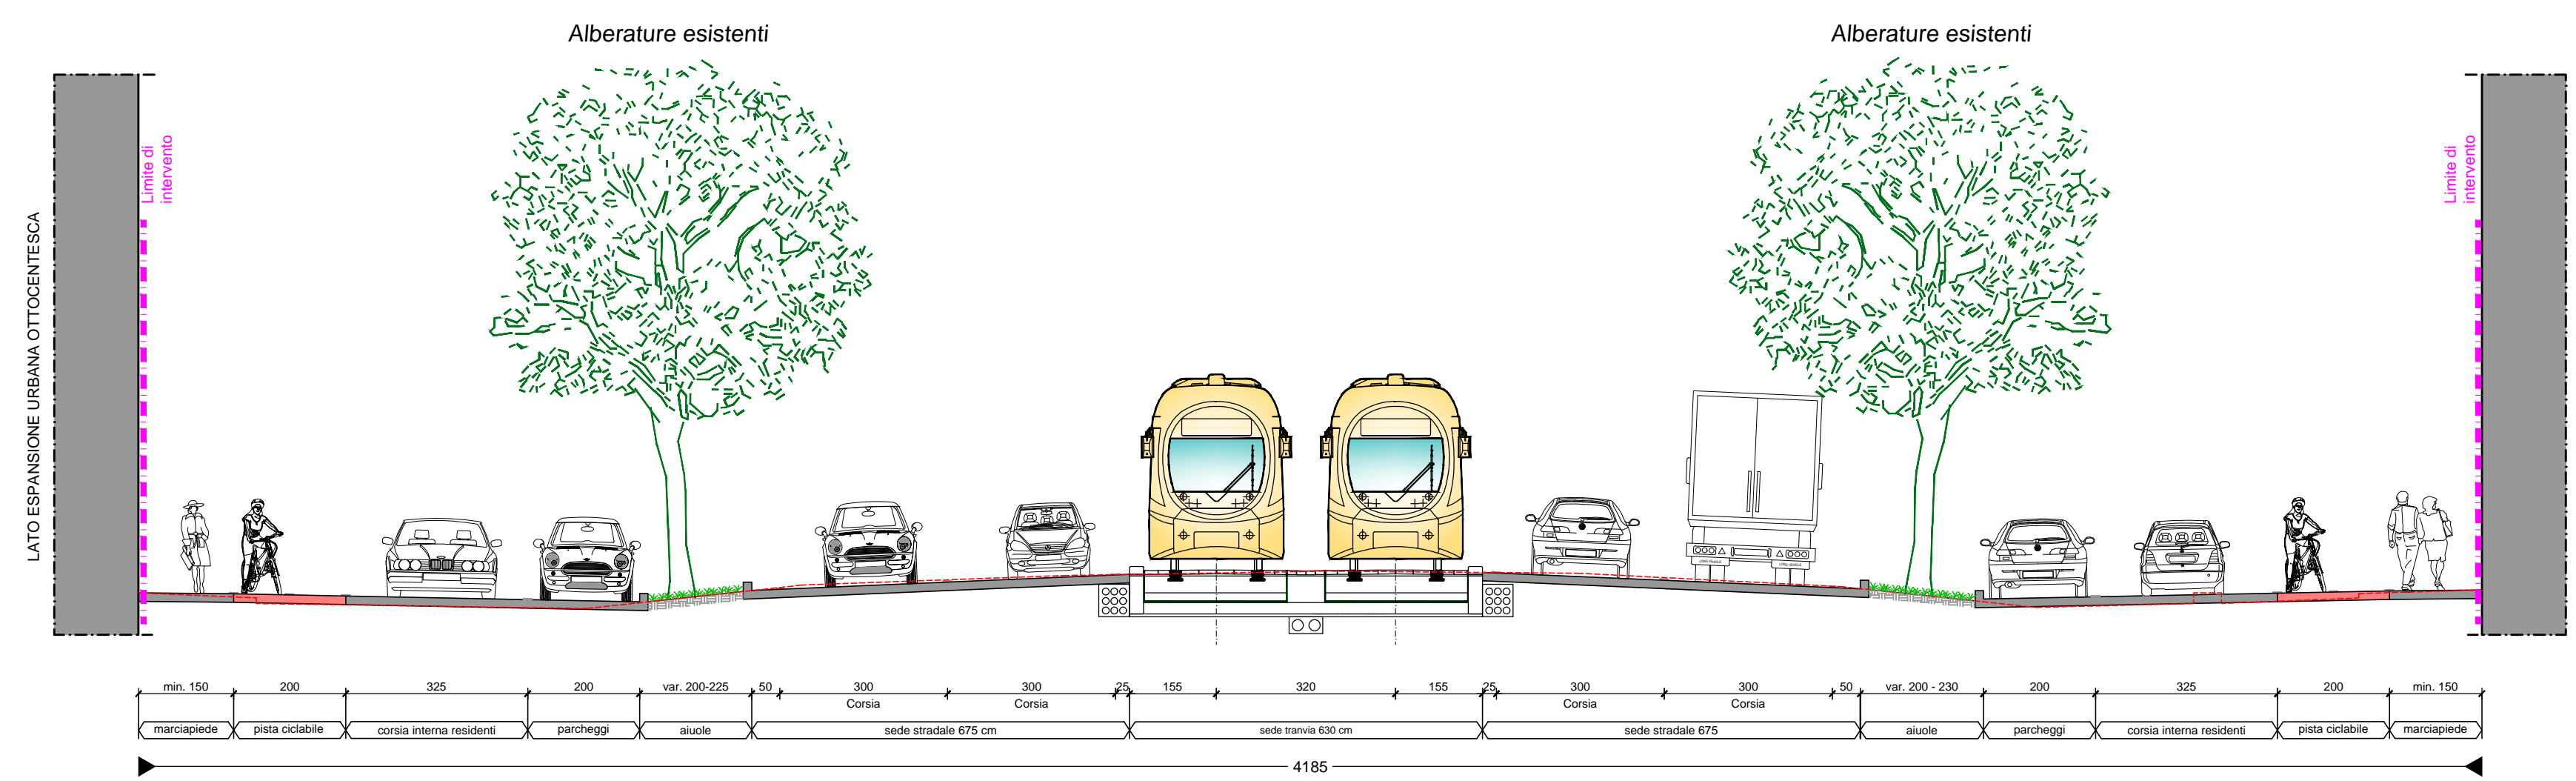 Alberature esistenti
Alberature esistenti
Limite di
intervento
Limite di
intervento
LATO ESPANSIONE URBANA OTTOCENTESCA
min. 150 200 325 200 var. 200-225 50 300 300 25 155 320 155 25 300 300 50 var. 200 - 230 200 325 200 min. 150
Corsia Corsia Corsia Corsia
marciapiede pista ciclabile corsia interna residenti parcheggi aiuole sede stradale 675 cm sede tranvia 630 cm sede stradale 675 aiuole parcheggi corsia interna residenti pista ciclabile marciapiede
4185